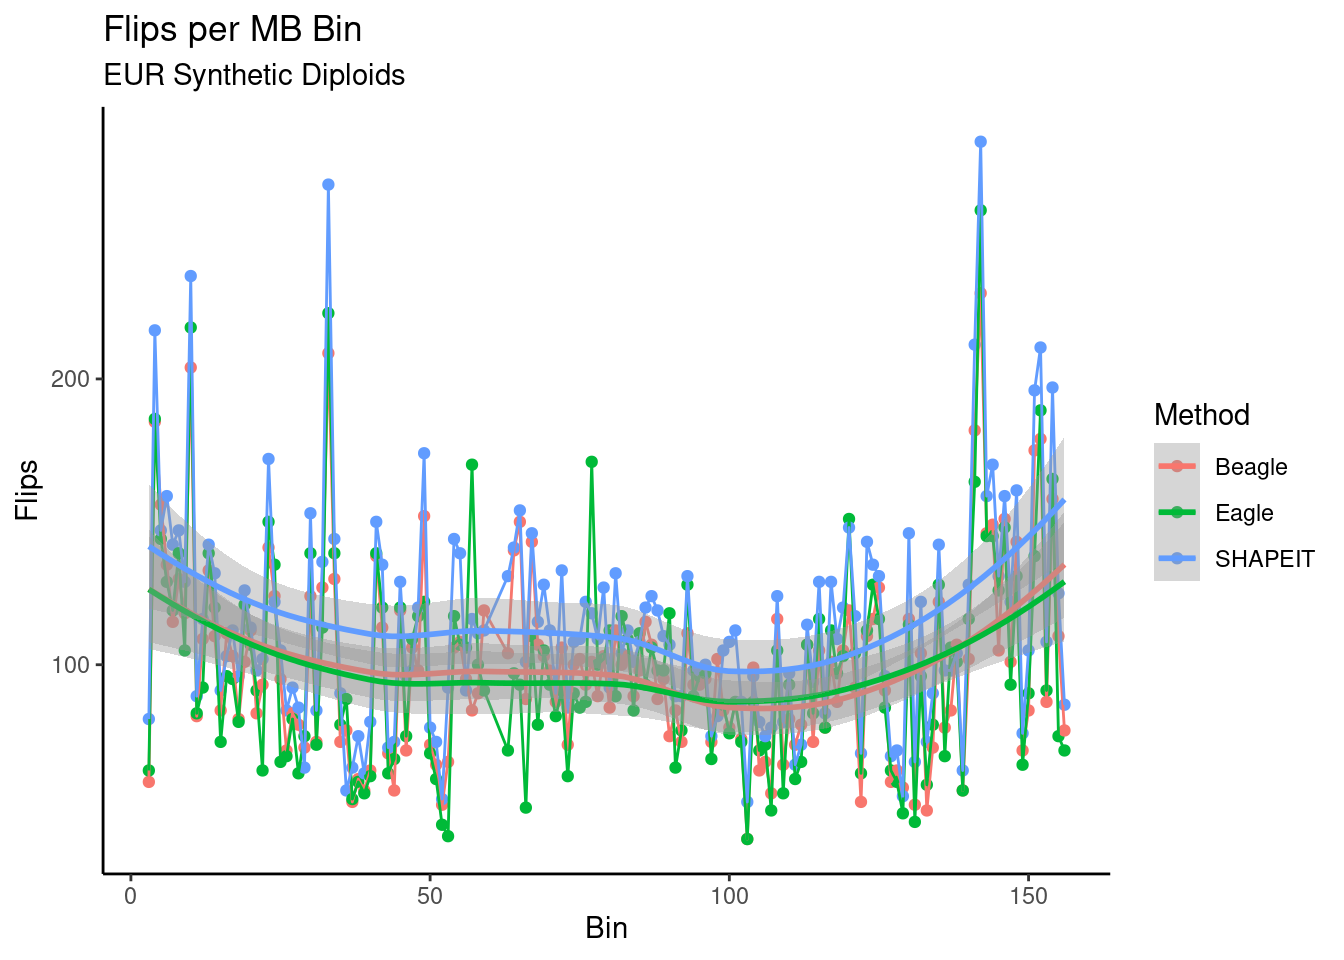 Flips per MB Bin
EUR Synthetic Diploids
Flips
200
100
0
50
100
150
Bin
Method
Beagle
Eagle
SHAPEIT